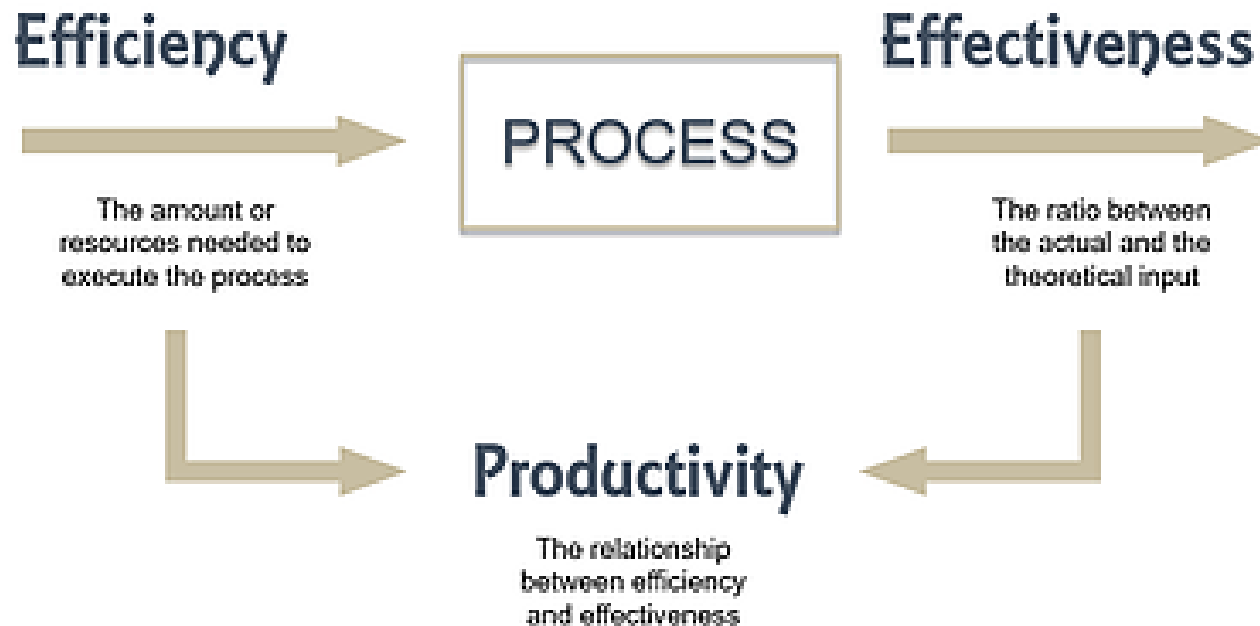 Efficiency
The amount or
resources needed to
execute the process
PROCESS
Effectiveness
The ratio between
the actual and the
theoretical input
Productivity
The relationship
between efficiency
and effectiveness